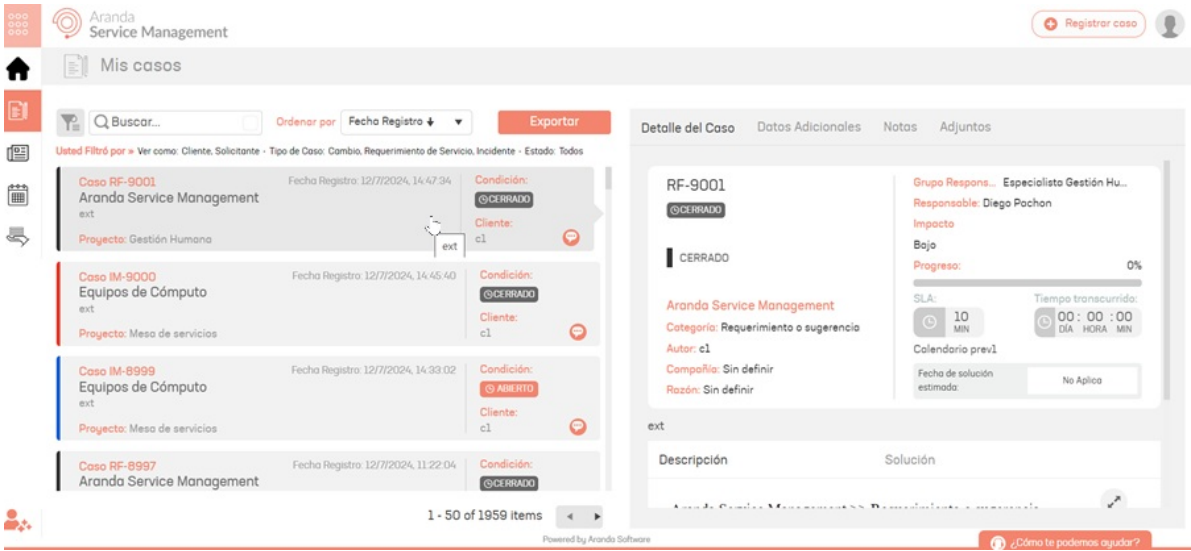 Aranda
Service Management
Registrar caso
Mis casos
Buscar...
Ordenar por
Fecha Registro
Exportar
Usted Filtró por » Ver como: Cliente, Solicitante - Tipo de Caso: Cambio, Requerimiento de Servicio, Incidente - Estado: Todos
Caso RF-9001
Fecha Registro: 12/7/2024, 14:47:34
Condición:
Aranda Service Management
CERRADO
ext
Cliente:
Proyecto: Gestión Humana
c1
ext
Caso IM-9000
Fecha Registro: 12/7/2024, 14:45:40
Condición:
Equipos de Cómputo
CERRADO
ext
Cliente:
Proyecto: Mesa de servicios
c1
Caso IM-8999
Fecha Registro: 12/7/2024, 14:33:02
Condición:
Equipos de Cómputo
ABIERTO
ext
Cliente:
Proyecto: Mesa de servicios
c1
Caso RF-8997
Fecha Registro: 12/7/2024, 11:22:04
Condición:
Aranda Service Management
CERRADO
1 - 50 of 1959 items
Detalle del Caso
Datos Adicionales
Notas
Adjuntos
RF-9001
CERRADO
CERRADO
Aranda Service Management
Categoría: Requerimiento o sugerencia
Autor: c1
Compañía: Sin definir
Razón: Sin definir
Grupo Respons... Especialista Gestión Hu...
Responsable: Diego Pachon
Impacto
Bajo
Progreso:
0%
SLA:
Tiempo transcurrido:
10
MIN
00 : 00 : 00
DÍA HORA MIN
Calendario prev1
Fecha de solución
estimada:
No Aplica
ext
Descripción
Solución
Aranda Service Management >> Requerimiento o sugerencia
Powered by Aranda Software
¿Cómo te podemos ayudar?